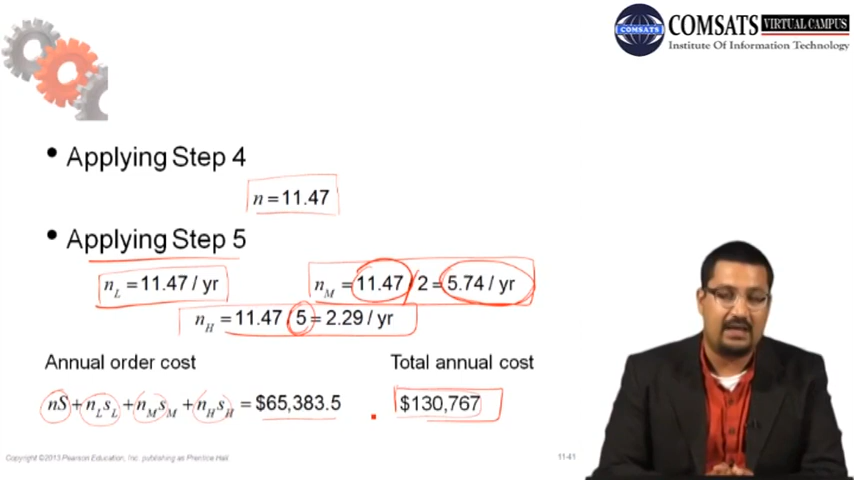 COMSATS VIRTUAL CAMPUS
COMSATS
Institute Of Information Technology
• Applying Step 4
n = 11.47
• Applying Step 5
n_L = 11.47 / yr
n_M = 11.47 / 2 = 5.74 / yr
n_H = 11.47 / 5 = 2.29 / yr
Annual order cost
Total annual cost
nS + n_L s_L + n_M s_M + n_H s_H = $65,383.5
$130,767
Copyright ©2013 Pearson Education, Inc. publishing as Prentice Hall
11-41